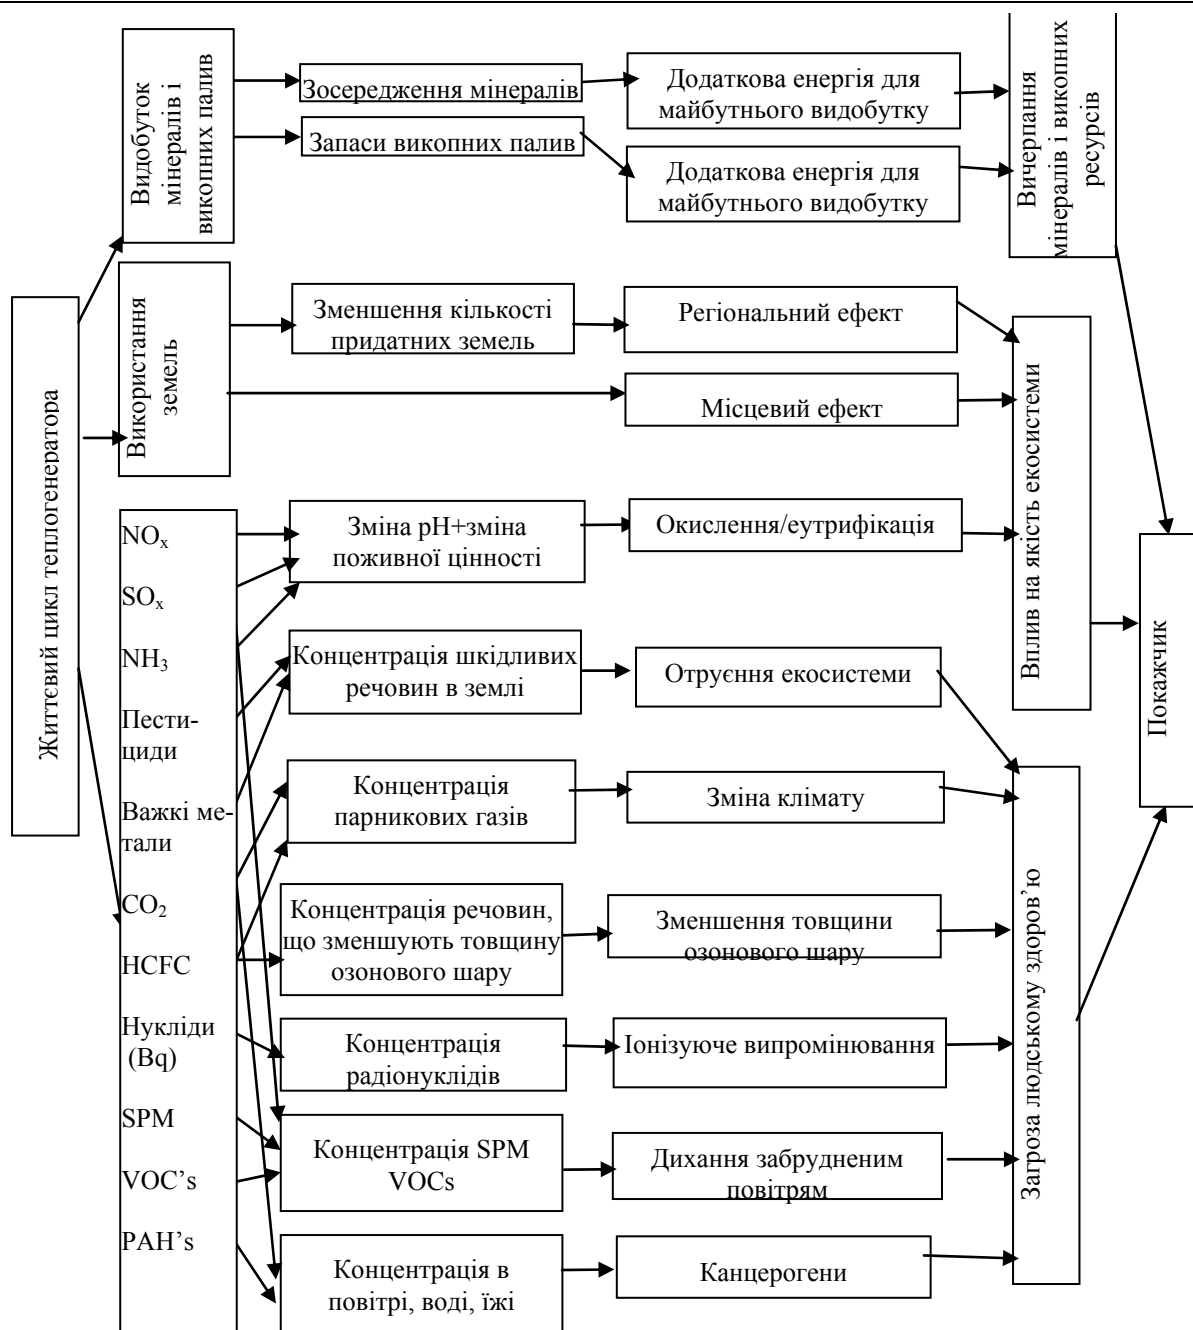 Життєвий цикл теплогенератора
Видобуток
мінералів і
викопних палив
Зосередження мінералів
Додаткова енергія для
майбутнього видобутку
Запаси викопних палив
Додаткова енергія для
майбутнього видобутку
Вичерпання
мінералів і викопних
ресурсів
Використання
земель
Зменшення кількості
придатних земель
Регіональний ефект
Місцевий ефект
Вплив на якість екосистеми
NOx
SOx
NH3
Пести-
циди
Важкі ме-
тали
CO2
HCFC
Нукліди
(Bq)
SPM
VOC’s
PAH’s
Зміна pH+зміна
поживної цінності
Окислення/еутрифікація
Концентрація шкідливих
речовин в землі
Отруєння екосистеми
Концентрація
парникових газів
Зміна клімату
Концентрація речовин,
що зменшують товщину
озонового шару
Зменшення товщини
озонового шару
Концентрація
радіонуклідів
Іонізуюче випромінювання
Концентрація SPM
VOCs
Дихання забрудненим
повітрям
Концентрація в
повітрі, воді, їжі
Канцерогени
Загроза людському здоров’ю
Покажчик